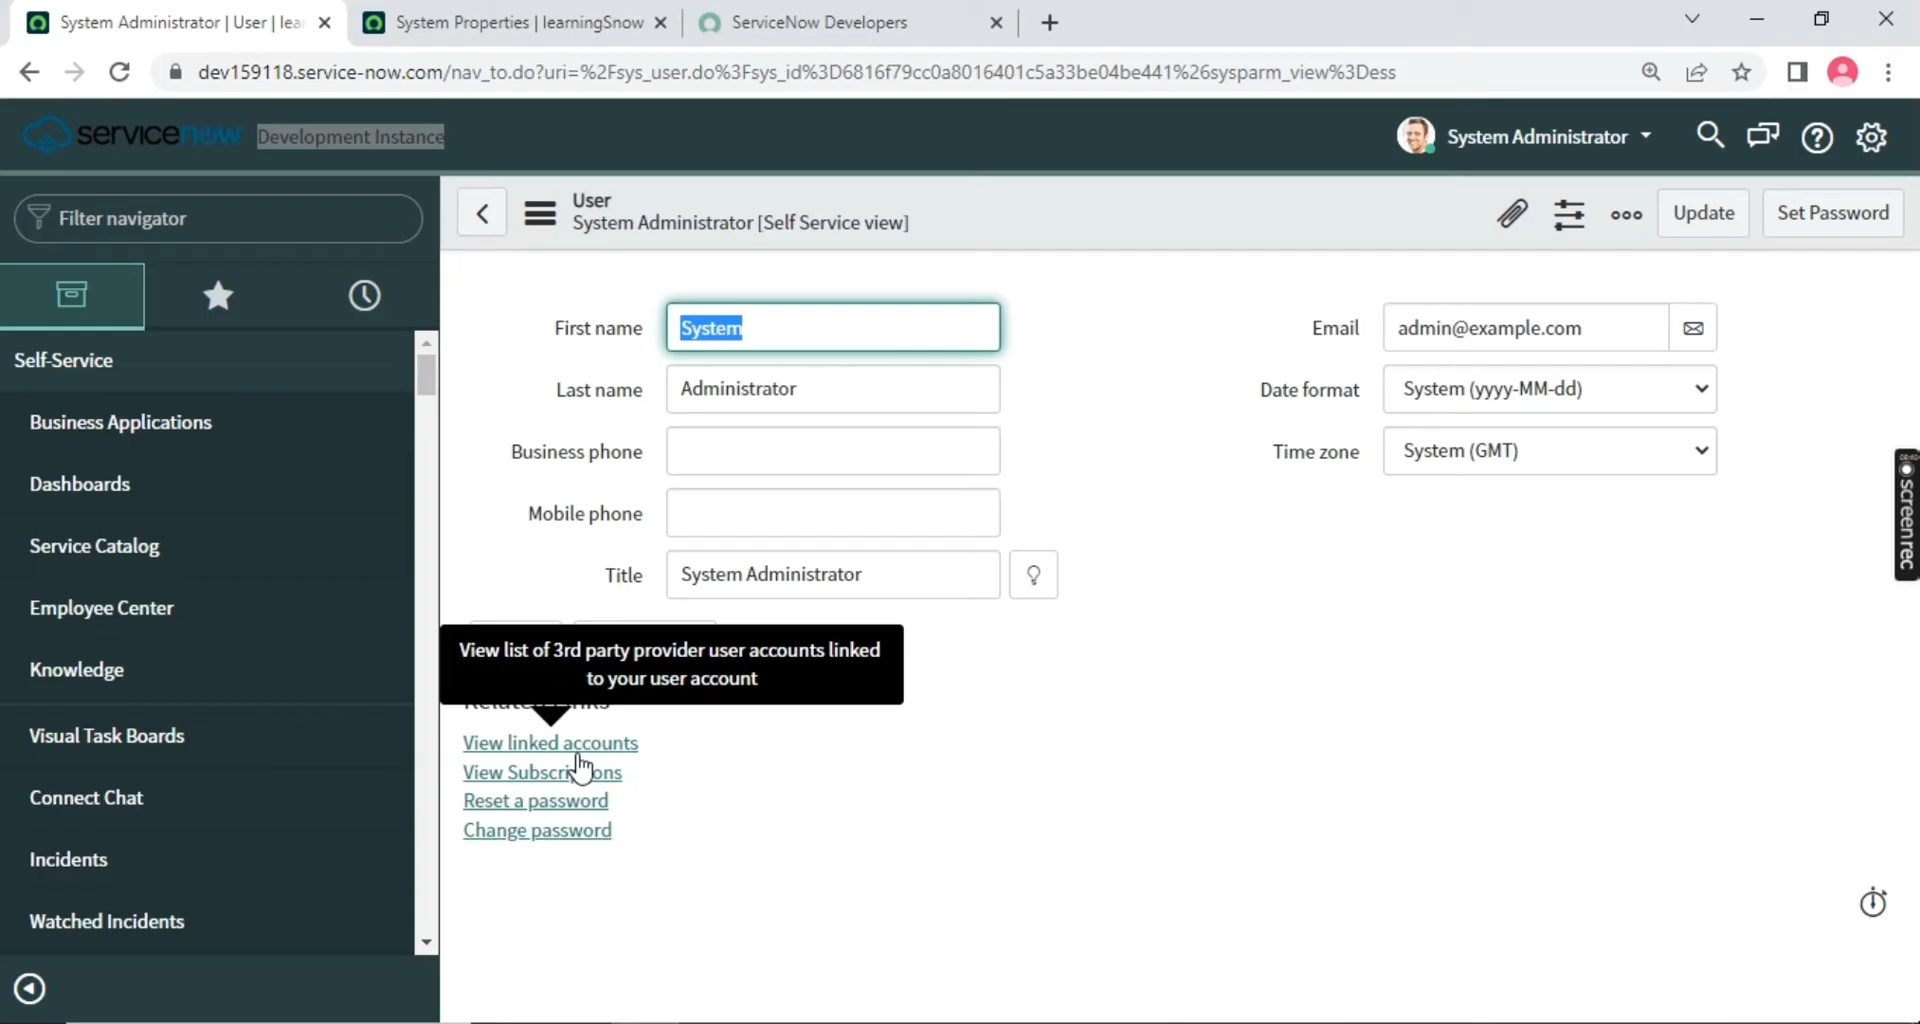 System Administrator | User | lea
System Properties | learningSnow
ServiceNow Developers
dev159118.service-now.com/nav_to.do?uri=%2Fsys_user.do%3Fsys_id%3D6816f79cc0a8016401c5a33be04be441%26sysparm_view%3Dess
servicenow Development Instance
System Administrator
Filter navigator
User
System Administrator [Self Service view]
Update
Set Password
Self-Service
Business Applications
Dashboards
Service Catalog
Employee Center
Knowledge
Visual Task Boards
Connect Chat
Incidents
Watched Incidents
First name System
Last name Administrator
Business phone
Mobile phone
Title System Administrator
Email admin@example.com
Date format System (yyyy-MM-dd)
Time zone System (GMT)
View list of 3rd party provider user accounts linked
to your user account
View linked accounts
View Subscriptions
Reset a password
Change password
screenrec